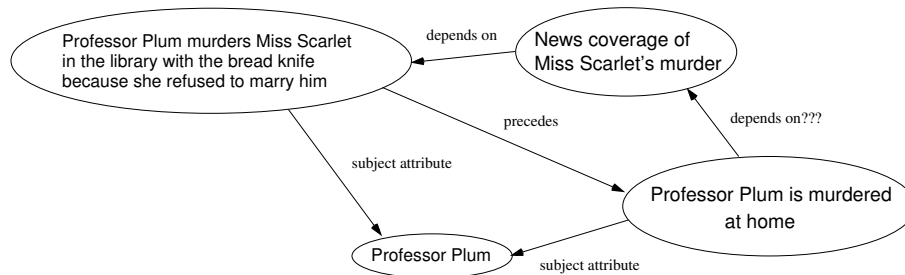 Professor Plum murders Miss Scarlet
in the library with the bread knife
because she refused to marry him
depends on
News coverage of
Miss Scarlet's murder
precedes
depends on???
subject attribute
Professor Plum is murdered
at home
Professor Plum
subject attribute